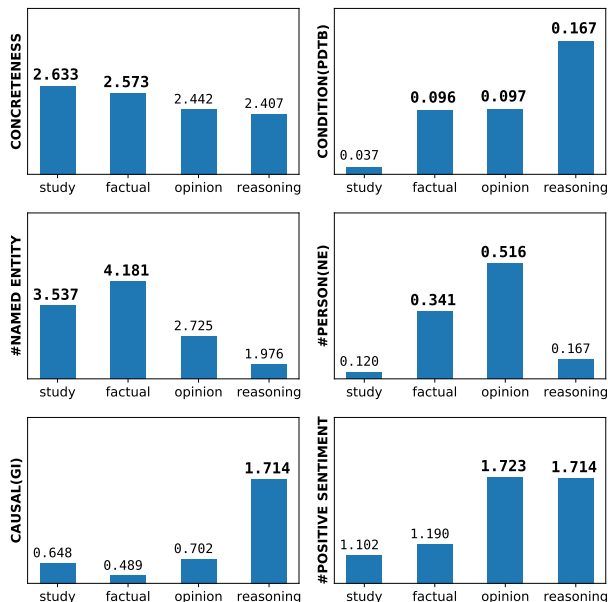 CONCRETENESS
2.633 2.573 2.442 2.407
study factual opinion reasoning
CONDITION(PDTB)
0.037 0.096 0.097 0.167
study factual opinion reasoning
#NAMED ENTITY
3.537 4.181 2.725 1.976
study factual opinion reasoning
#PERSON(NE)
0.120 0.341 0.516 0.167
study factual opinion reasoning
CAUSAL(GI)
0.648 0.489 0.702 1.714
study factual opinion reasoning
#POSITIVE SENTIMENT
1.102 1.190 1.723 1.714
study factual opinion reasoning